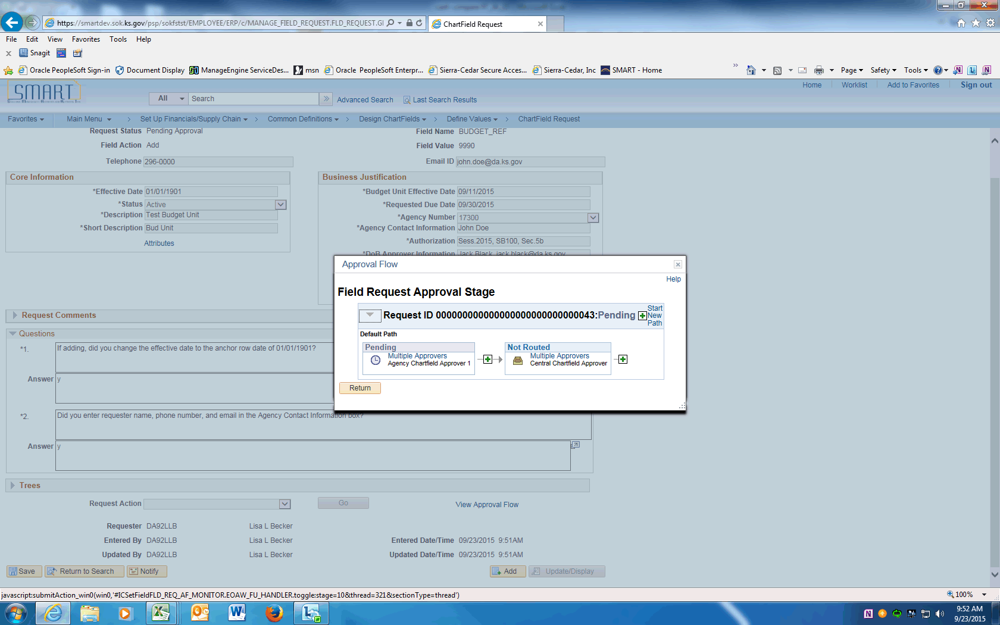 https://smartdev.sok.ks.gov/psp/sokfstst/EMPLOYEE/ERP/c/MANAGE_FIELD_REQUEST.FLD_REQUEST.GI
ChartField Request
File Edit View Favorites Tools Help
Snagit
Oracle PeopleSoft Sign-in Document Display ManageEngine ServiceDes... msn Oracle PeopleSoft Enterpr... Sierra-Cedar Secure Acces... Sierra-Cedar, Inc SMART - Home
Page Safety Tools
SMART
Home Worklist Add to Favorites Sign out
All Search Advanced Search Last Search Results
Favorites Main Menu > Set Up Financials/Supply Chain > Common Definitions > Design ChartFields > Define Values > ChartField Request
Request Status Pending Approval Field Name BUDGET_REF
Field Action Add Field Value 9990
Telephone 296-0000 Email ID john.doe@da.ks.gov
Core Information Business Justification
*Effective Date 01/01/1901 *Budget Unit Effective Date 09/11/2015
*Status Active *Requested Due Date 09/30/2015
*Description Test Budget Unit *Agency Number 17300
*Short Description Bud Unit *Agency Contact Information John Doe
Attributes *Authorization Sess.2015, SB100, Sec.5b
*DoB Approver Information Jack Black, jack.black@da.ks.gov
Approval Flow
Help
Field Request Approval Stage
Request ID 000000000000000000000000000043:Pending Start New Path
Default Path
Pending Not Routed
Multiple Approvers Multiple Approvers
Agency Chartfield Approver 1 Central Chartfield Approver
Return
Request Comments
Questions
*1. If adding, did you change the effective date to the anchor row date of 01/01/1901?
Answer y
*2. Did you enter requester name, phone number, and email in the Agency Contact Information box?
Answer y
Trees
Request Action Go View Approval Flow
Requester DA92LLB Lisa L Becker
Entered By DA92LLB Lisa L Becker Entered Date/Time 09/23/2015 9:51AM
Updated By DA92LLB Lisa L Becker Updated Date/Time 09/23/2015 9:51AM
Save Return to Search Notify Add Update/Display
javascript:submitAction_win0(win0,'#ICSetFieldFLD_REQ_AF_MONITOR.EOAW_FU_HANDLER.toggle:stage=10&thread=321&sectionType=thread')
100%
9:52 AM
9/23/2015